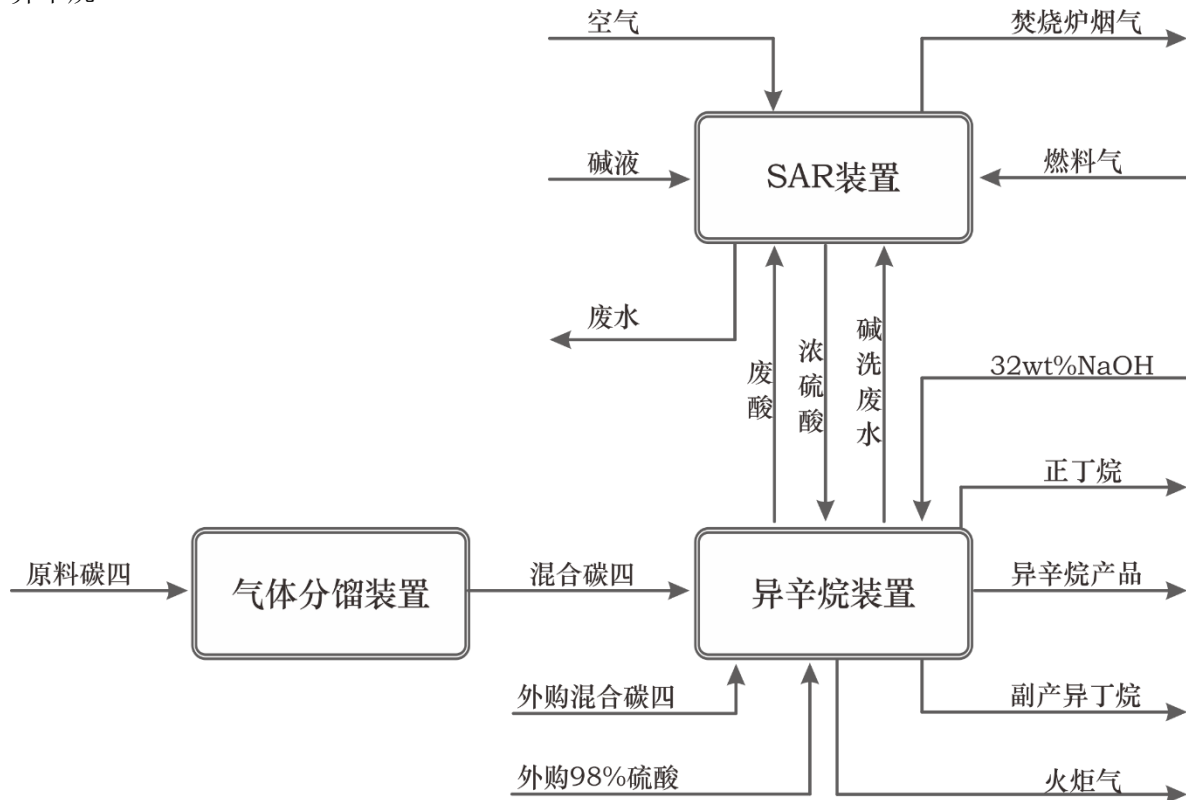 空气
焚烧炉烟气
碱液
SAR装置
燃料气
废水
废酸
浓硫酸
碱洗废水
32wt%NaOH
正丁烷
原料碳四
气体分馏装置
混合碳四
异辛烷装置
异辛烷产品
外购混合碳四
副产异丁烷
外购98%硫酸
火炬气